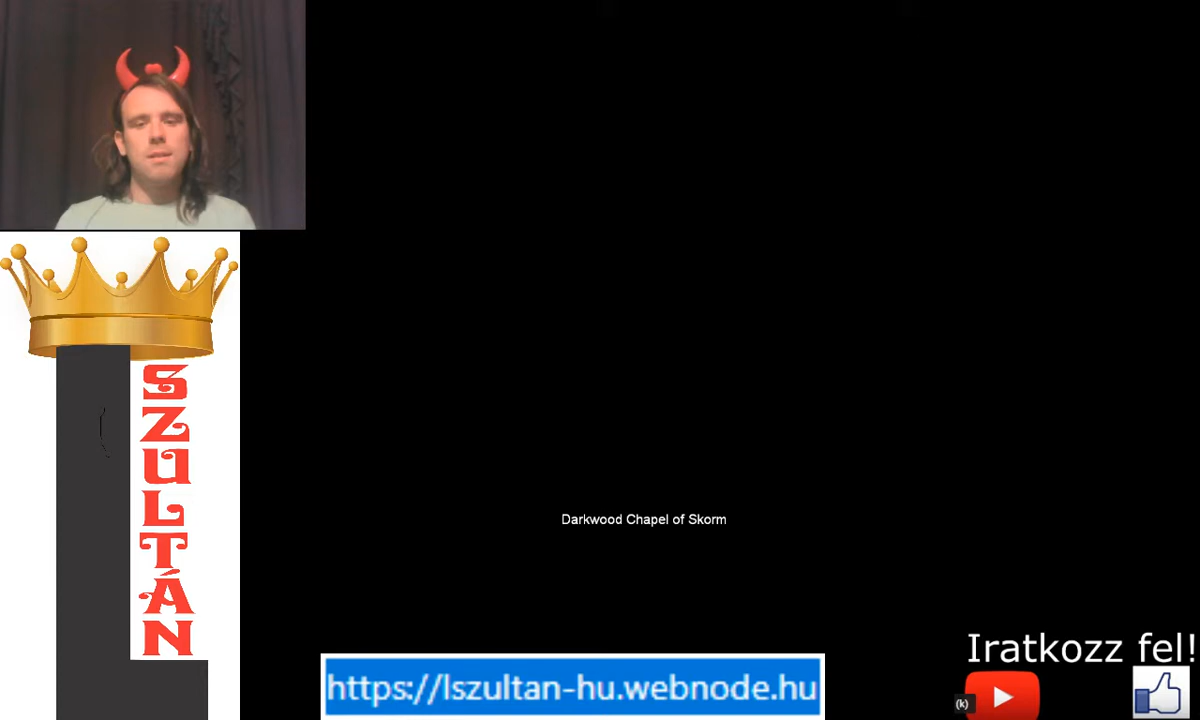 SZULTÁN
Darkwood Chapel of Skorm
Iratkozz fel!
https://lszultan-hu.webnode.hu
(k)